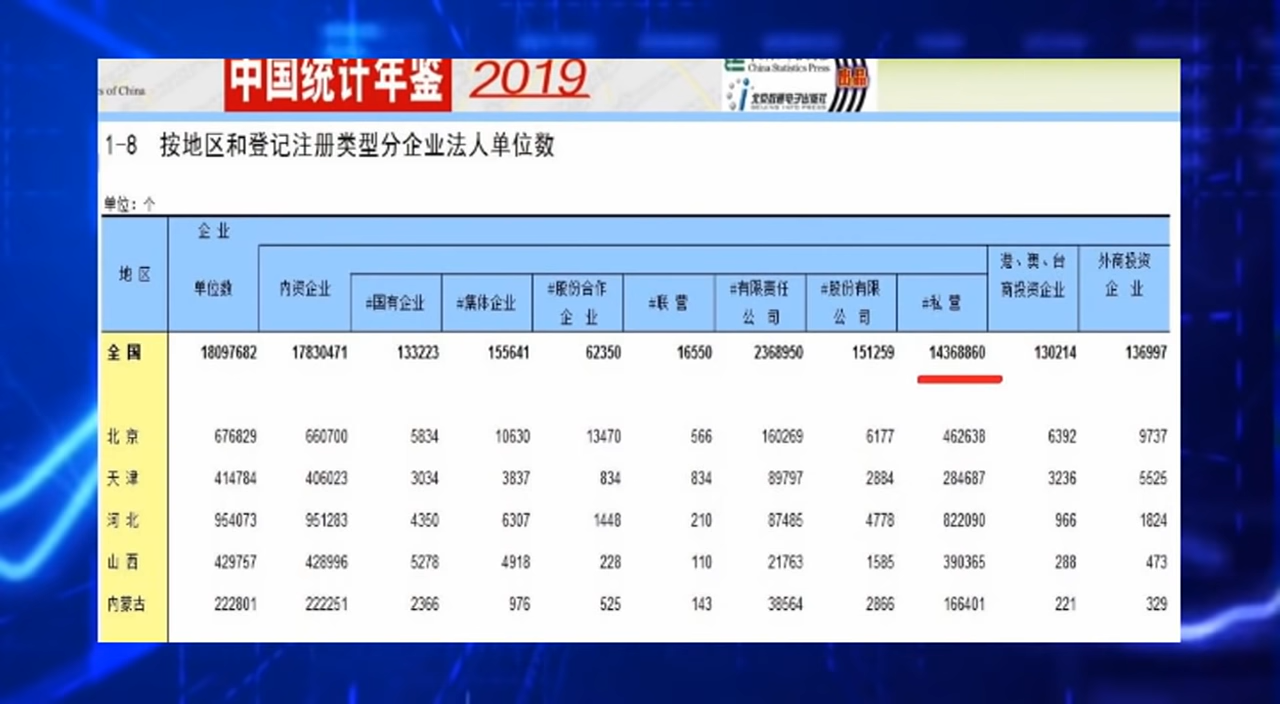 s of China
中国统计年鉴 2019
China Statistics Press
出品
北京数通电子出版社
BEIJING INFO PRESS
1-8 按地区和登记注册类型分企业法人单位数
单位：个
地区 企业单位数 内资企业 #国有企业 #集体企业 #股份合作企业 #联营 #有限责任公司 #股份有限公司 #私营 港、澳、台商投资企业 外商投资企业
全国 18097682 17830471 133223 155641 62350 16550 2368950 151259 14368860 130214 136997
北京 676829 660700 5834 10630 13470 566 160269 6177 462638 6392 9737
天津 414784 406023 3034 3837 834 834 89797 2884 284687 3236 5525
河北 954073 951283 4350 6307 1448 210 87485 4778 822090 966 1824
山西 429757 428996 5278 4918 228 110 21763 1585 390365 288 473
内蒙古 222801 222251 2366 976 525 143 38564 2866 166401 221 329